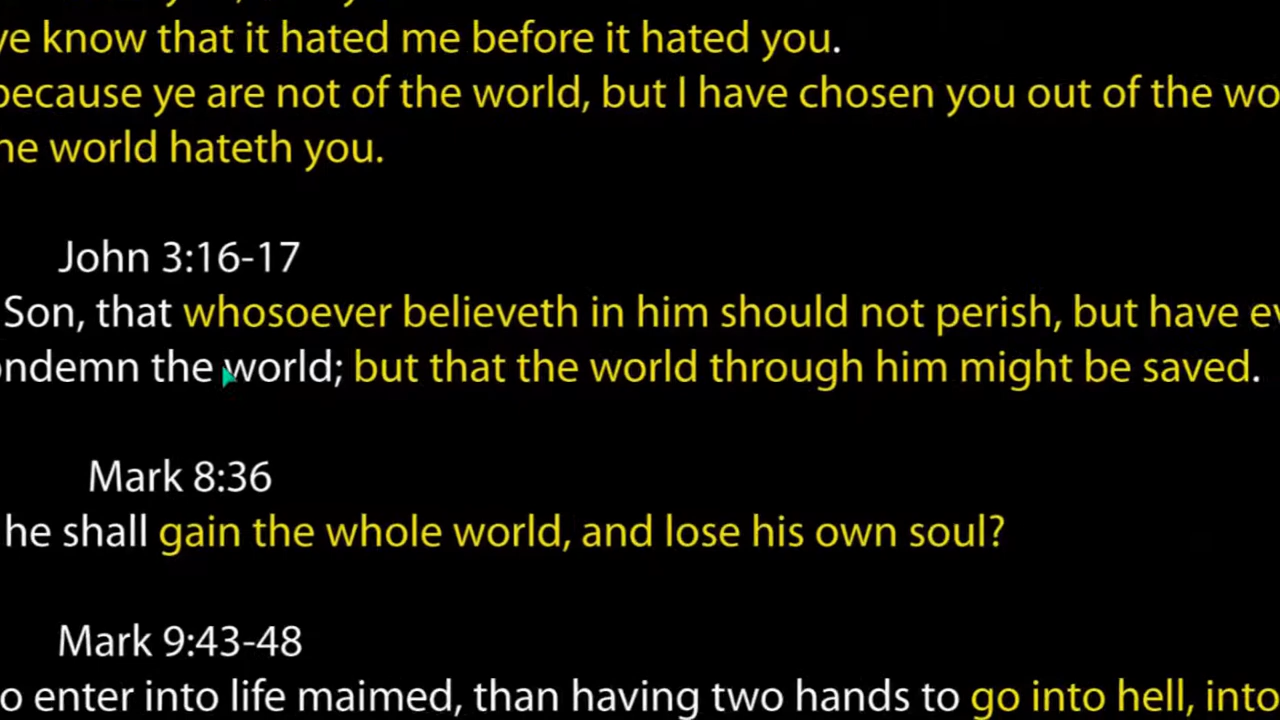 ye know that it hated me before it hated you.
because ye are not of the world, but I have chosen you out of the
world hateth you.
John 3:16-17
Son, that whosoever believeth in him should not perish, but have
the world; but that the world through him might be saved.
Mark 8:36
he shall gain the whole world, and lose his own soul?
Mark 9:43-48
enter into life maimed, than having two hands to go into hell, into